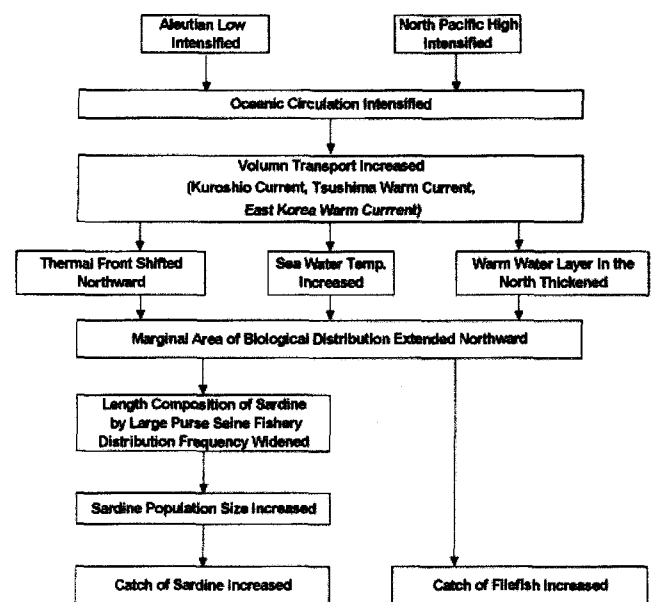 Aleutian Low
Intensified
North Pacific High
Intensified
Oceanic Circulation Intensified
Volumn Transport Increased
(Kuroshio Current, Tsushima Warm Current,
East Korea Warm Currrent)
Thermal Front Shifted
Northward
Sea Water Temp.
Increased
Warm Water Layer in the
North Thickened
Marginal Area of Biological Distribution Extended Northward
Length Composition of Sardine
by Large Purse Seine Fishery
Distribution Frequency Widened
Sardine Population Size Increased
Catch of Sardine Increased
Catch of Filefish Increased